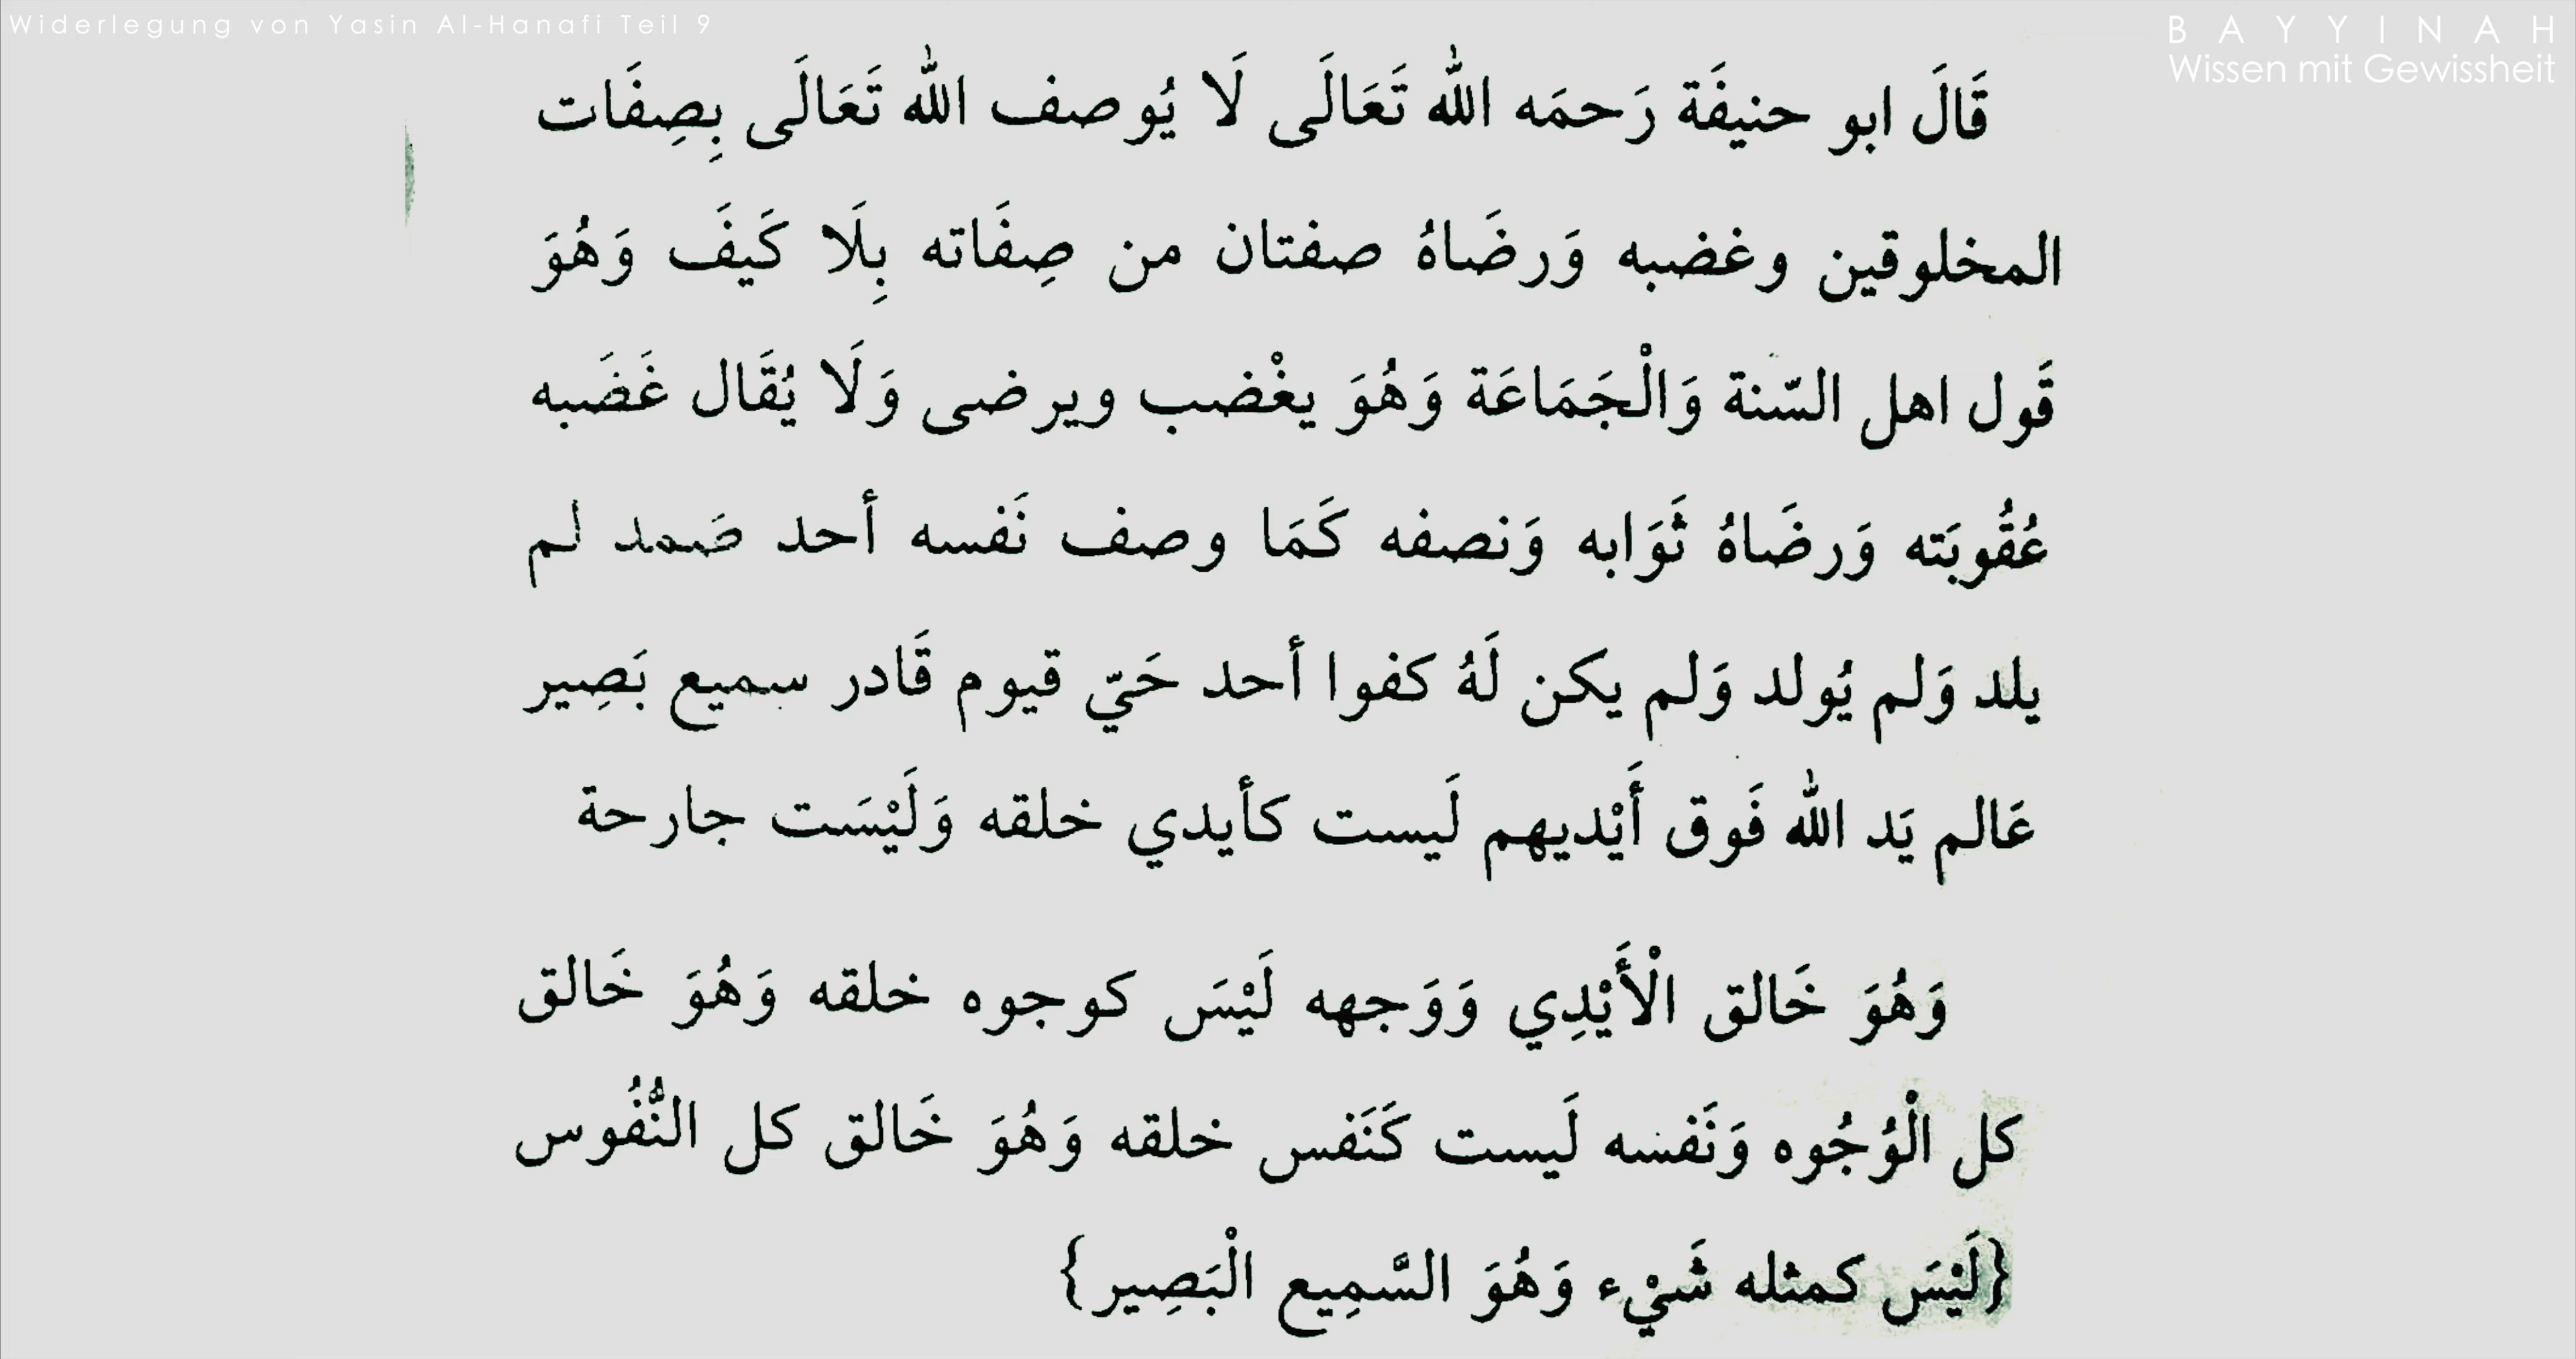 Widerlegung von Yasin Al-Hanafi Teil 9
BAYYINAH
Wissen mit Gewissheit
قَالَ ابو حنيفَة رَحمَه الله تَعَالَى لَا يُوصف الله تَعَالَى بِصِفَات
المخلوقين وغضبه وَرضَاهُ صفتان من صِفَاته بِلَا كَيفَ وَهُوَ
قَول اهل السّنة وَالْجَمَاعَة وَهُوَ يغْضب ويرضى وَلَا يُقَال غَضَبه
عُقُوبَته وَرضَاهُ ثَوَابه وَنصفه كَمَا وصف نَفسه أحد صَمد لم
يلد وَلم يُولد وَلم يكن لَهُ كفوا أحد حَيّ قيوم قَادر سميع بَصِير
عَالم يَد الله فَوق أَيْديهم لَيست كأيدي خلقه وَلَيْسَت جارحة
وَهُوَ خَالق الْأَيْدِي وَوَجهه لَيْسَ كوجوه خلقه وَهُوَ خَالق
كل الْوُجُوه وَنَفسه لَيست كَنَفس خلقه وَهُوَ خَالق كل النُّفُوس
{لَيْسَ كمثله شَيْء وَهُوَ السَّمِيع الْبَصِير}